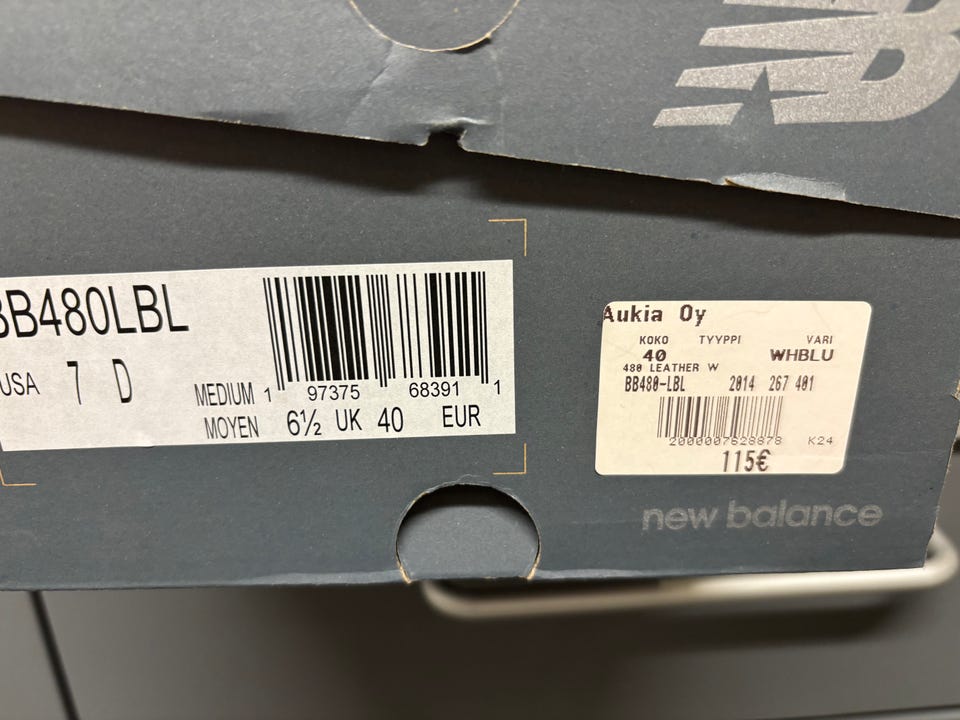 BB480LBL
USA 7 D
MEDIUM 1 97375 68391 1
MOYEN 6½ UK 40 EUR
Aukia Oy
KOKO TYYPPI VARI
40 WHBLU
480 LEATHER W
BB480-LBL 2014 267 401
2000007628878 K24
115€
new balance